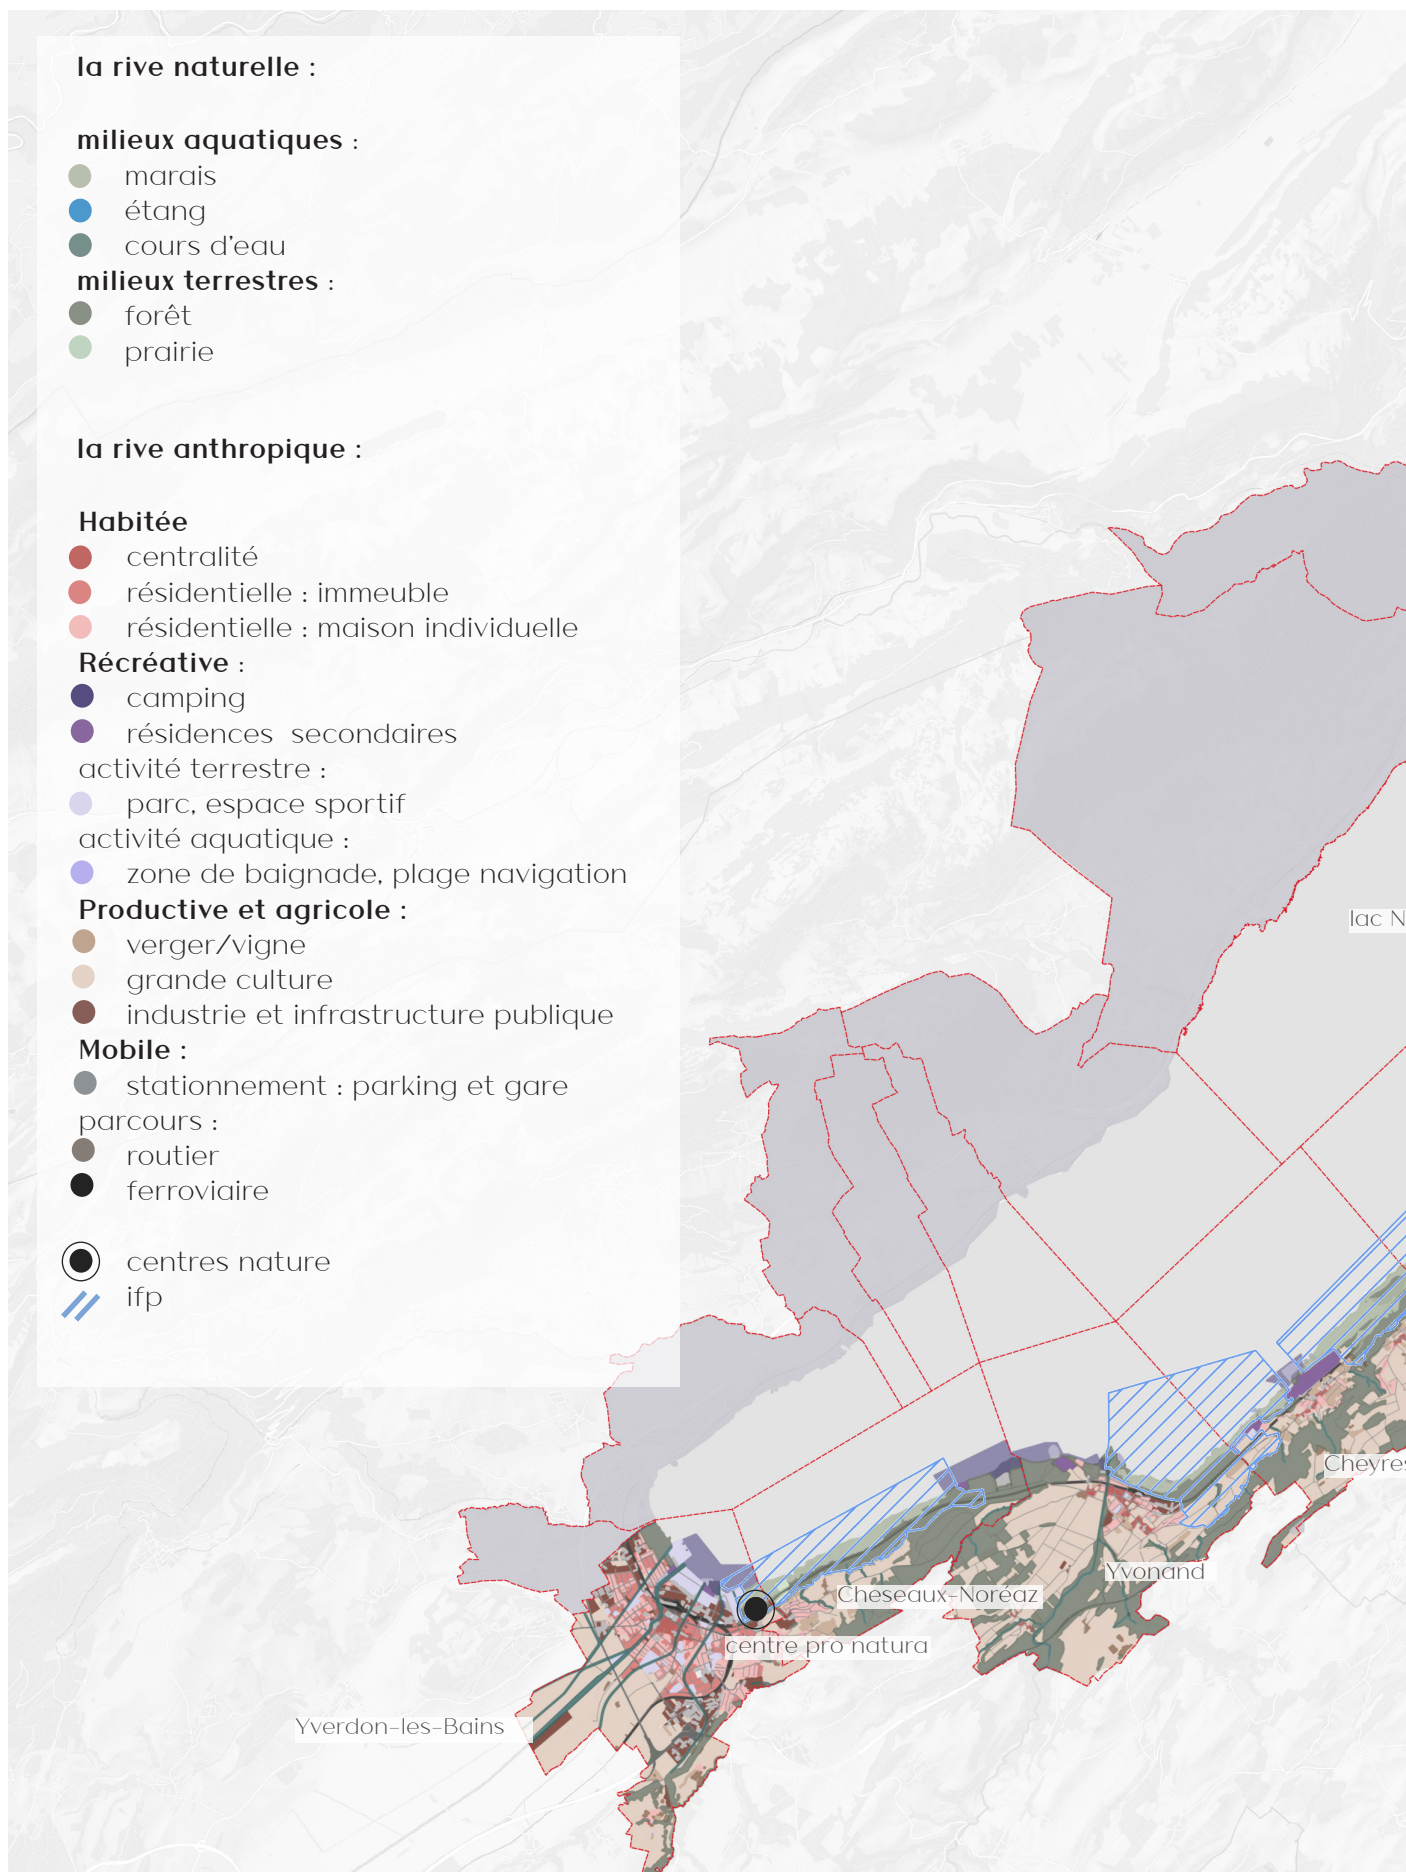 la rive naturelle :
milieux aquatiques :
marais
étang
cours d'eau
milieux terrestres :
forêt
prairie
la rive anthropique :
Habitée
centralité
résidentielle : immeuble
résidentielle : maison individuelle
Récréative :
camping
résidences secondaires
activité terrestre :
parc, espace sportif
activité aquatique :
zone de baignade, plage navigation
Productive et agricole :
verger/vigne
grande culture
industrie et infrastructure publique
Mobile :
stationnement : parking et gare
parcours :
routier
ferroviaire
centres nature
ifp
lac N
Cheyres
Yvonand
Cheseaux-Noréaz
centre pro natura
Yverdon-les-Bains